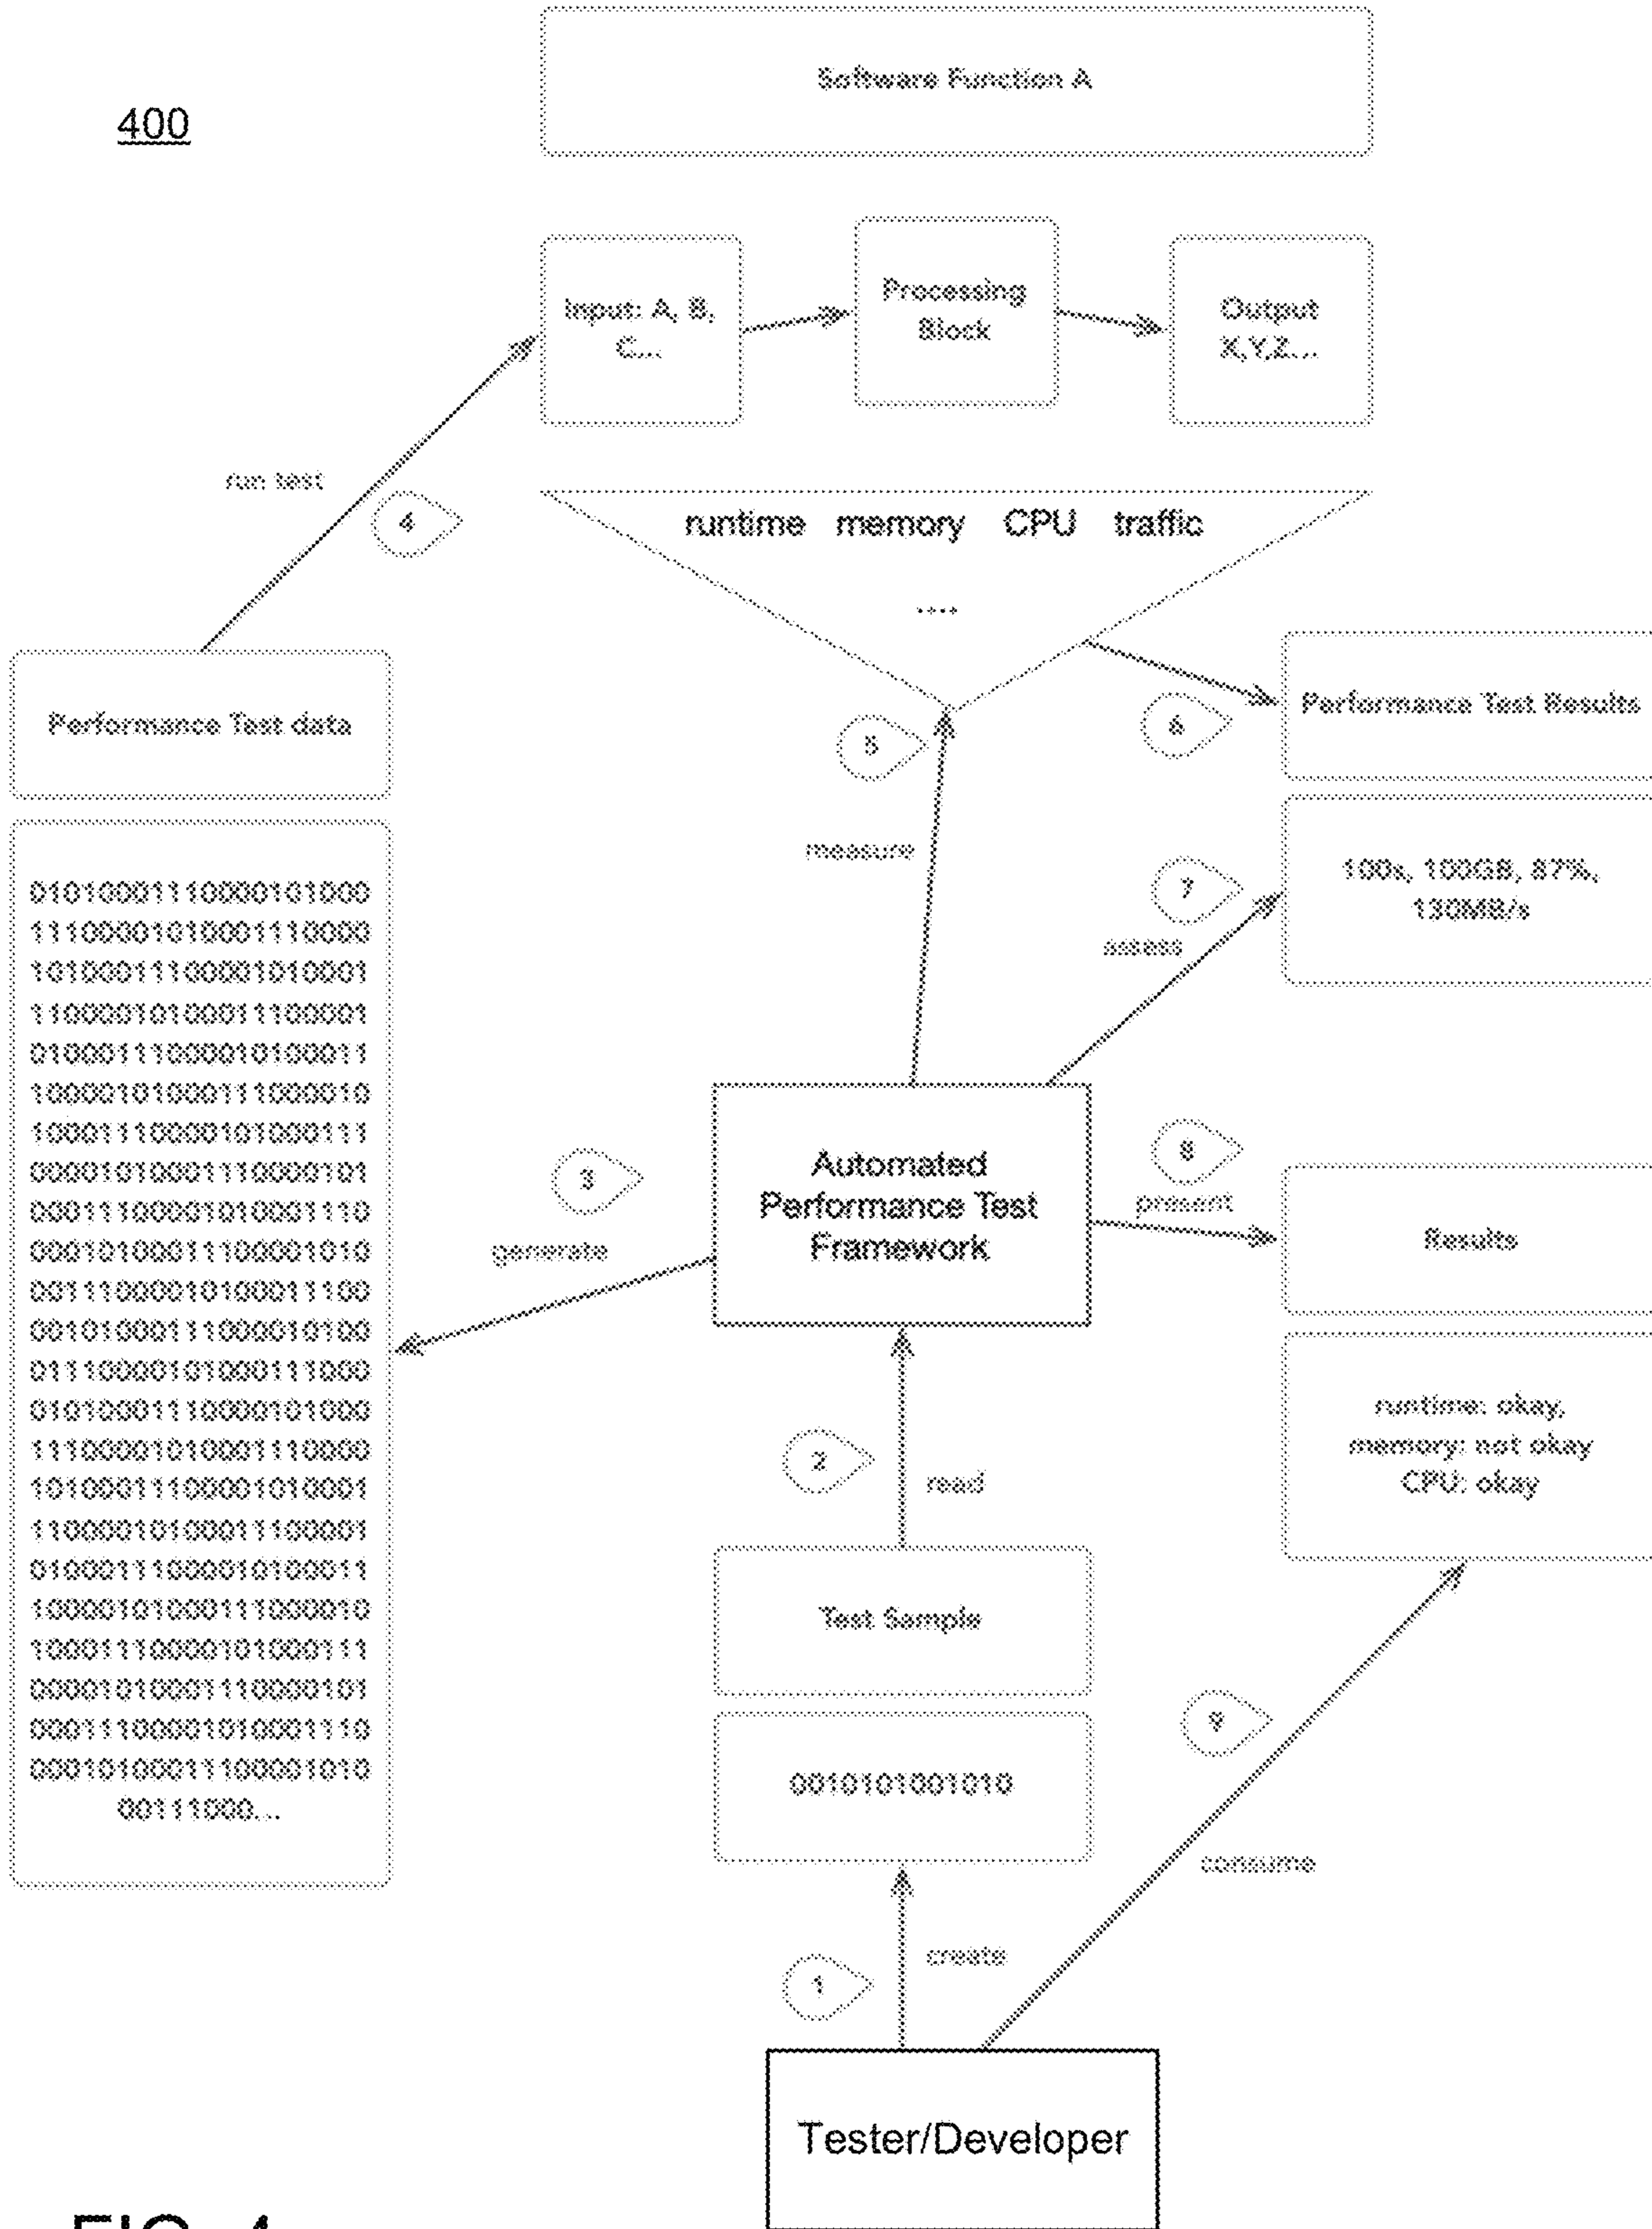 400
Software Function A
Input: A, B,
C...
Processing
Block
Output
X,Y,Z...
run test
4
runtime memory CPU traffic
....
Performance Test data
5
6
Performance Test Results
measure
7
assess
100s, 100GB, 87%,
130MB/s
01010001110000101000
11100001010001110000
10100011100001010001
11000010100011100001
01000111000010100011
10000101000111000010
10001110000101000111
00001010001110000101
00011100001010001110
00010100011100001010
00111000010100011100
00101000111000010100
01110000101000111000
01010001110000101000
11100001010001110000
10100011100001010001
11000010100011100001
01000111000010100011
10000101000111000010
10001110000101000111
00001010001110000101
00011100001010001110
00010100011100001010
00111000...
3
generate
Automated
Performance Test
Framework
8
present
Results
runtime: okay,
memory: not okay
CPU: okay
2
read
Test Sample
0010101001010
9
consume
1
create
Tester/Developer
FIG. 4